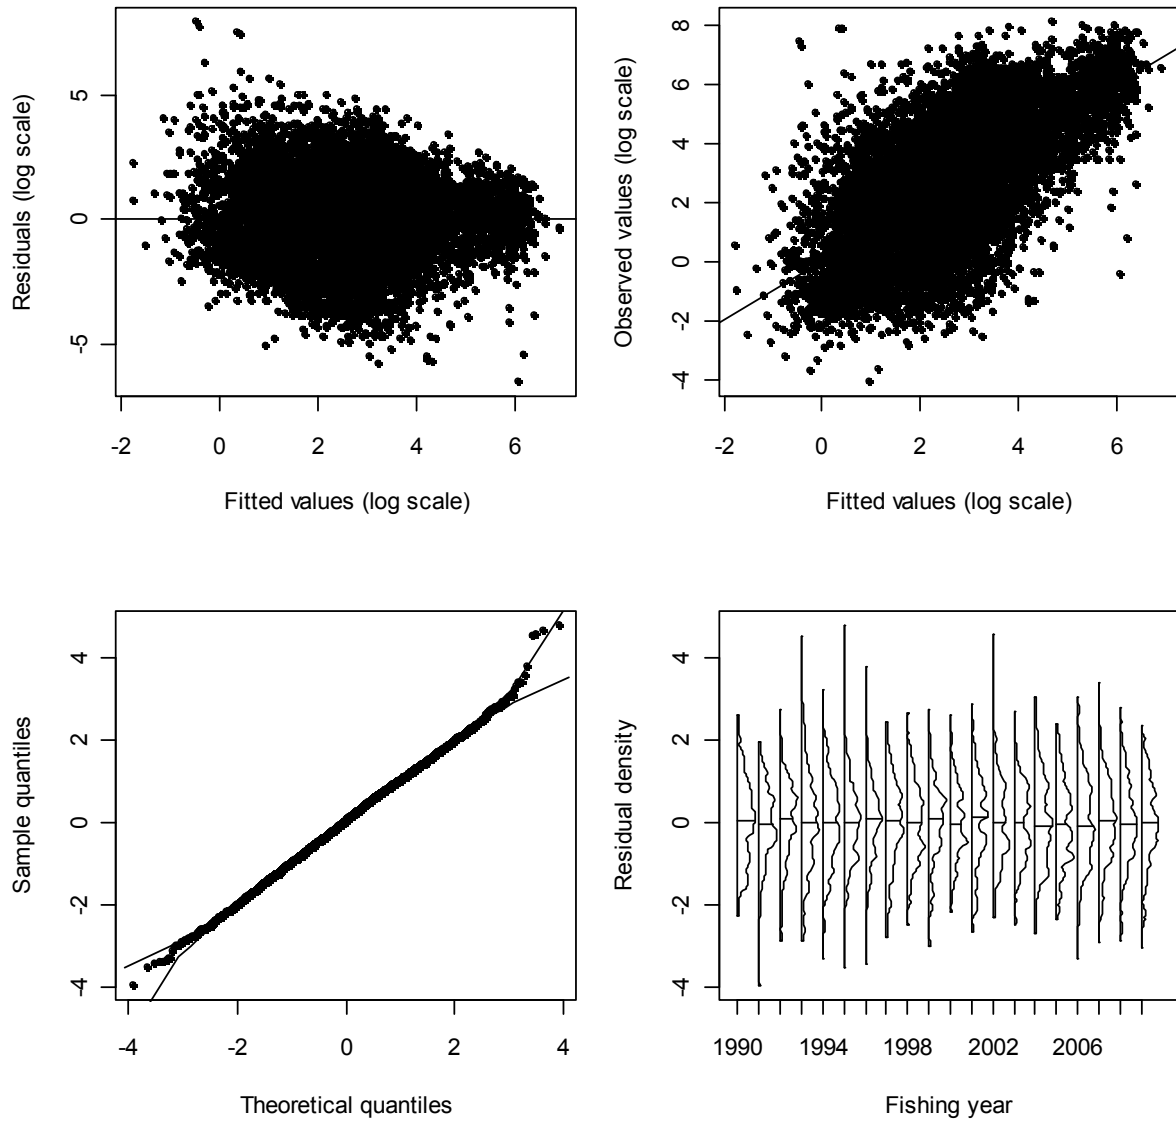 Residuals (log scale)
5
0
-5
-2 0 2 4 6
Fitted values (log scale)
Observed values (log scale)
8
6
4
2
0
-2
-4
0 2 4 6
-2
Fitted values (log scale)
Sample quantiles
4
2
0
-2
-4
-4 -2 0 2 4
Theoretical quantiles
Residual density
4
2
0
-2
-4
1990 1994 1998 2002 2006
Fishing year